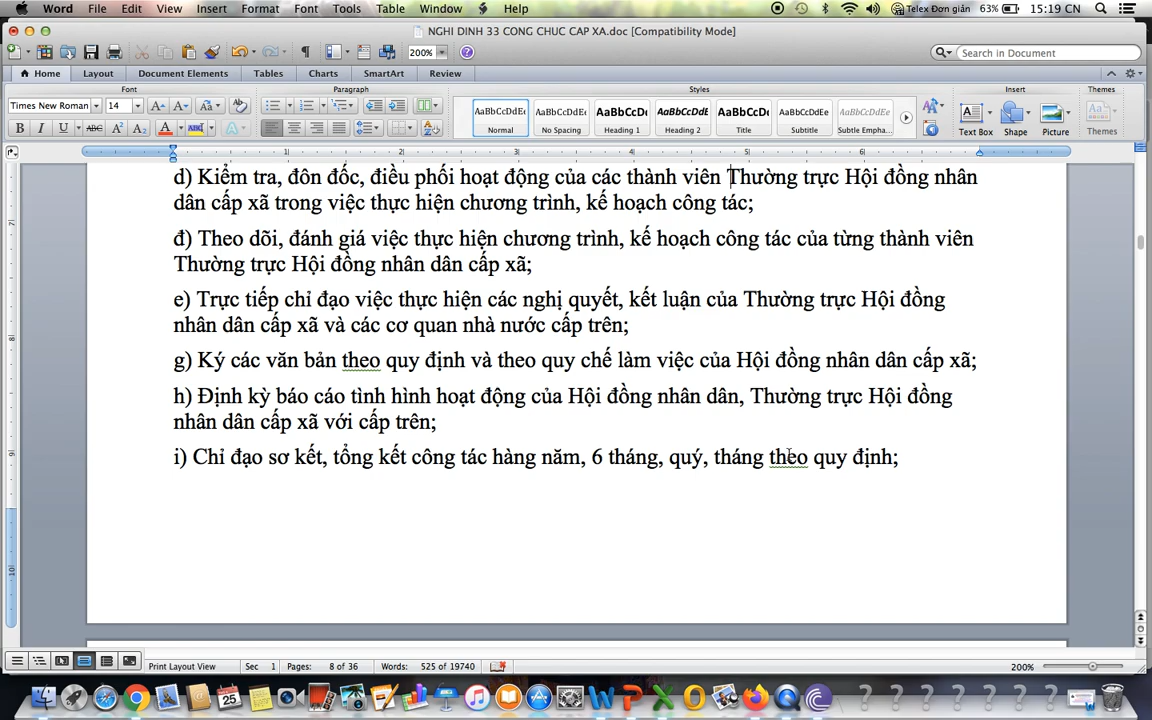 Word File Edit View Insert Format Font Tools Table Window Help Telex Đơn giản 63% 15:19 CN
NGHI DINH 33 CONG CHUC CAP XA.doc [Compatibility Mode]
200% Search in Document
Home Layout Document Elements Tables Charts SmartArt Review
Font Paragraph Styles Insert Themes
Times New Roman 14
AaBbCcDdEe AaBbCcDdEe AaBbCcDc AaBbCcDdEe AaBbCcDc AaBbCcDdEe AaBbCcDdEe
Normal No Spacing Heading 1 Heading 2 Title Subtitle Subtle Empha... Text Box Shape Picture Themes
d) Kiểm tra, đôn đốc, điều phối hoạt động của các thành viên Thường trực Hội đồng nhân
dân cấp xã trong việc thực hiện chương trình, kế hoạch công tác;
đ) Theo dõi, đánh giá việc thực hiện chương trình, kế hoạch công tác của từng thành viên
Thường trực Hội đồng nhân dân cấp xã;
e) Trực tiếp chỉ đạo việc thực hiện các nghị quyết, kết luận của Thường trực Hội đồng
nhân dân cấp xã và các cơ quan nhà nước cấp trên;
g) Ký các văn bản theo quy định và theo quy chế làm việc của Hội đồng nhân dân cấp xã;
h) Định kỳ báo cáo tình hình hoạt động của Hội đồng nhân dân, Thường trực Hội đồng
nhân dân cấp xã với cấp trên;
i) Chỉ đạo sơ kết, tổng kết công tác hàng năm, 6 tháng, quý, tháng theo quy định;
Print Layout View Sec 1 Pages: 8 of 36 Words: 525 of 19740 200%